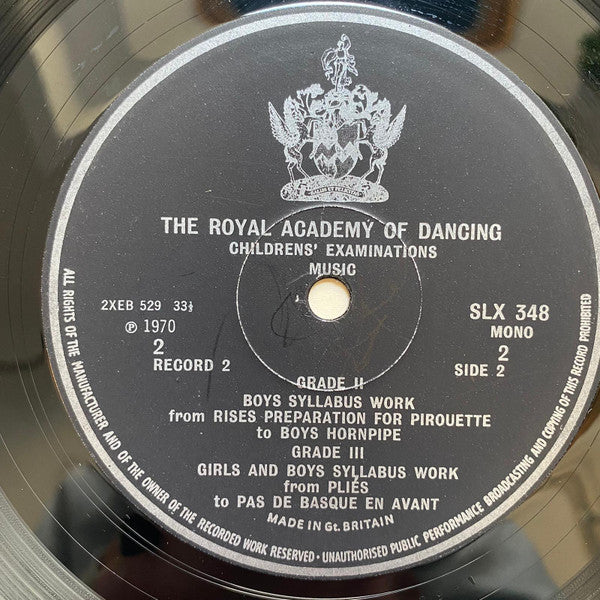 THE ROYAL ACADEMY OF DANCING
CHILDRENS' EXAMINATIONS
MUSIC
2XEB 529 33⅓
℗ 1970
2
RECORD 2
SLX 348
MONO
2
SIDE 2
GRADE II
BOYS SYLLABUS WORK
from RISES PREPARATION FOR PIROUETTE
to BOYS HORNPIPE
GRADE III
GIRLS AND BOYS SYLLABUS WORK
from PLIÉS
to PAS DE BASQUE EN AVANT
MADE IN Gt. BRITAIN
ALL RIGHTS OF THE MANUFACTURER AND OF THE OWNER OF THE RECORDED WORK RESERVED · UNAUTHORISED PUBLIC PERFORMANCE BROADCASTING AND COPYING OF THIS RECORD PROHIBITED